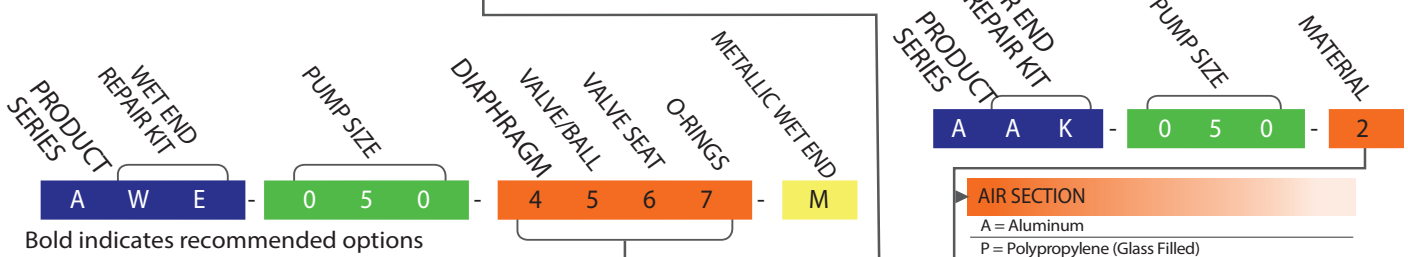 PRODUCT
SERIES
WET END
REPAIR KIT
PUMP SIZE
DIAPHRAGM
VALVE/BALL
VALVE SEAT
O-RINGS
METALLIC WET END
A W E - 0 5 0 - 4 5 6 7 - M
Bold indicates recommended options
PRODUCT
SERIES
R END
REPAIR KIT
PUMP SIZE
MATERIAL
A A K - 0 5 0 - 2
AIR SECTION
A = Aluminum
P = Polypropylene (Glass Filled)